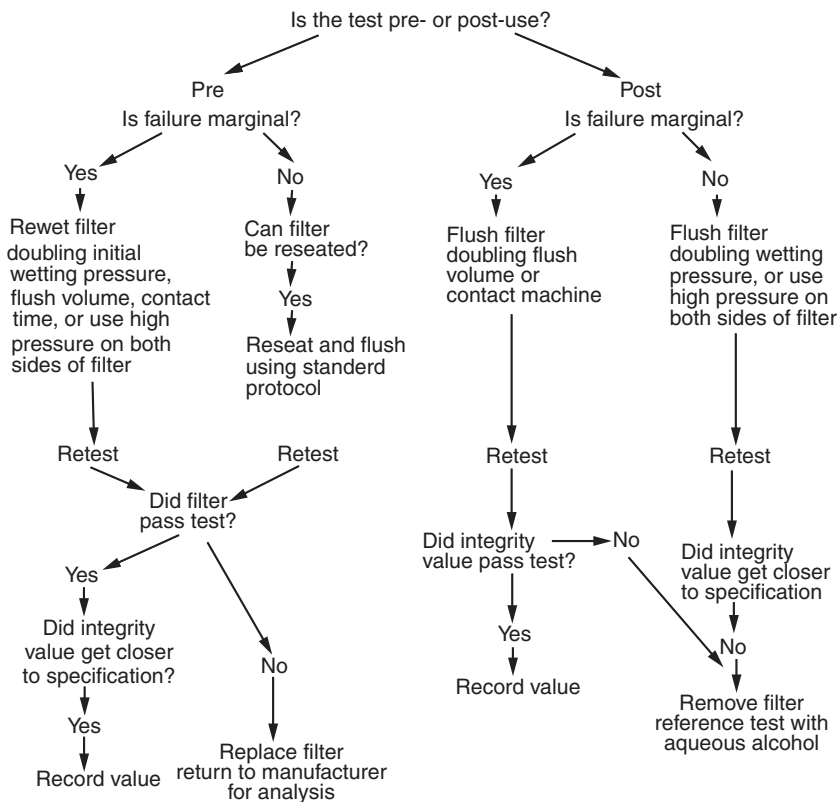 Is the test pre- or post-use?
Pre
Is failure marginal?
Yes
Rewet filter
doubling initial
wetting pressure,
flush volume, contact
time, or use high
pressure on both
sides of filter
Retest
No
Can filter
be reseated?
Yes
Reseat and flush
using standerd
protocol
Retest
Did filter
pass test?
Yes
Did integrity
value get closer
to specification?
Yes
Record value
No
Replace filter
return to manufacturer
for analysis
Post
Is failure marginal?
Yes
Flush filter
doubling flush
volume or
contact machine
Retest
Did integrity
value pass test?
No
Yes
Record value
No
Flush filter
doubling wetting
pressure, or use
high pressure on
both sides of filter
Retest
Did integrity
value get closer
to specification
No
Remove filter
reference test with
aqueous alcohol